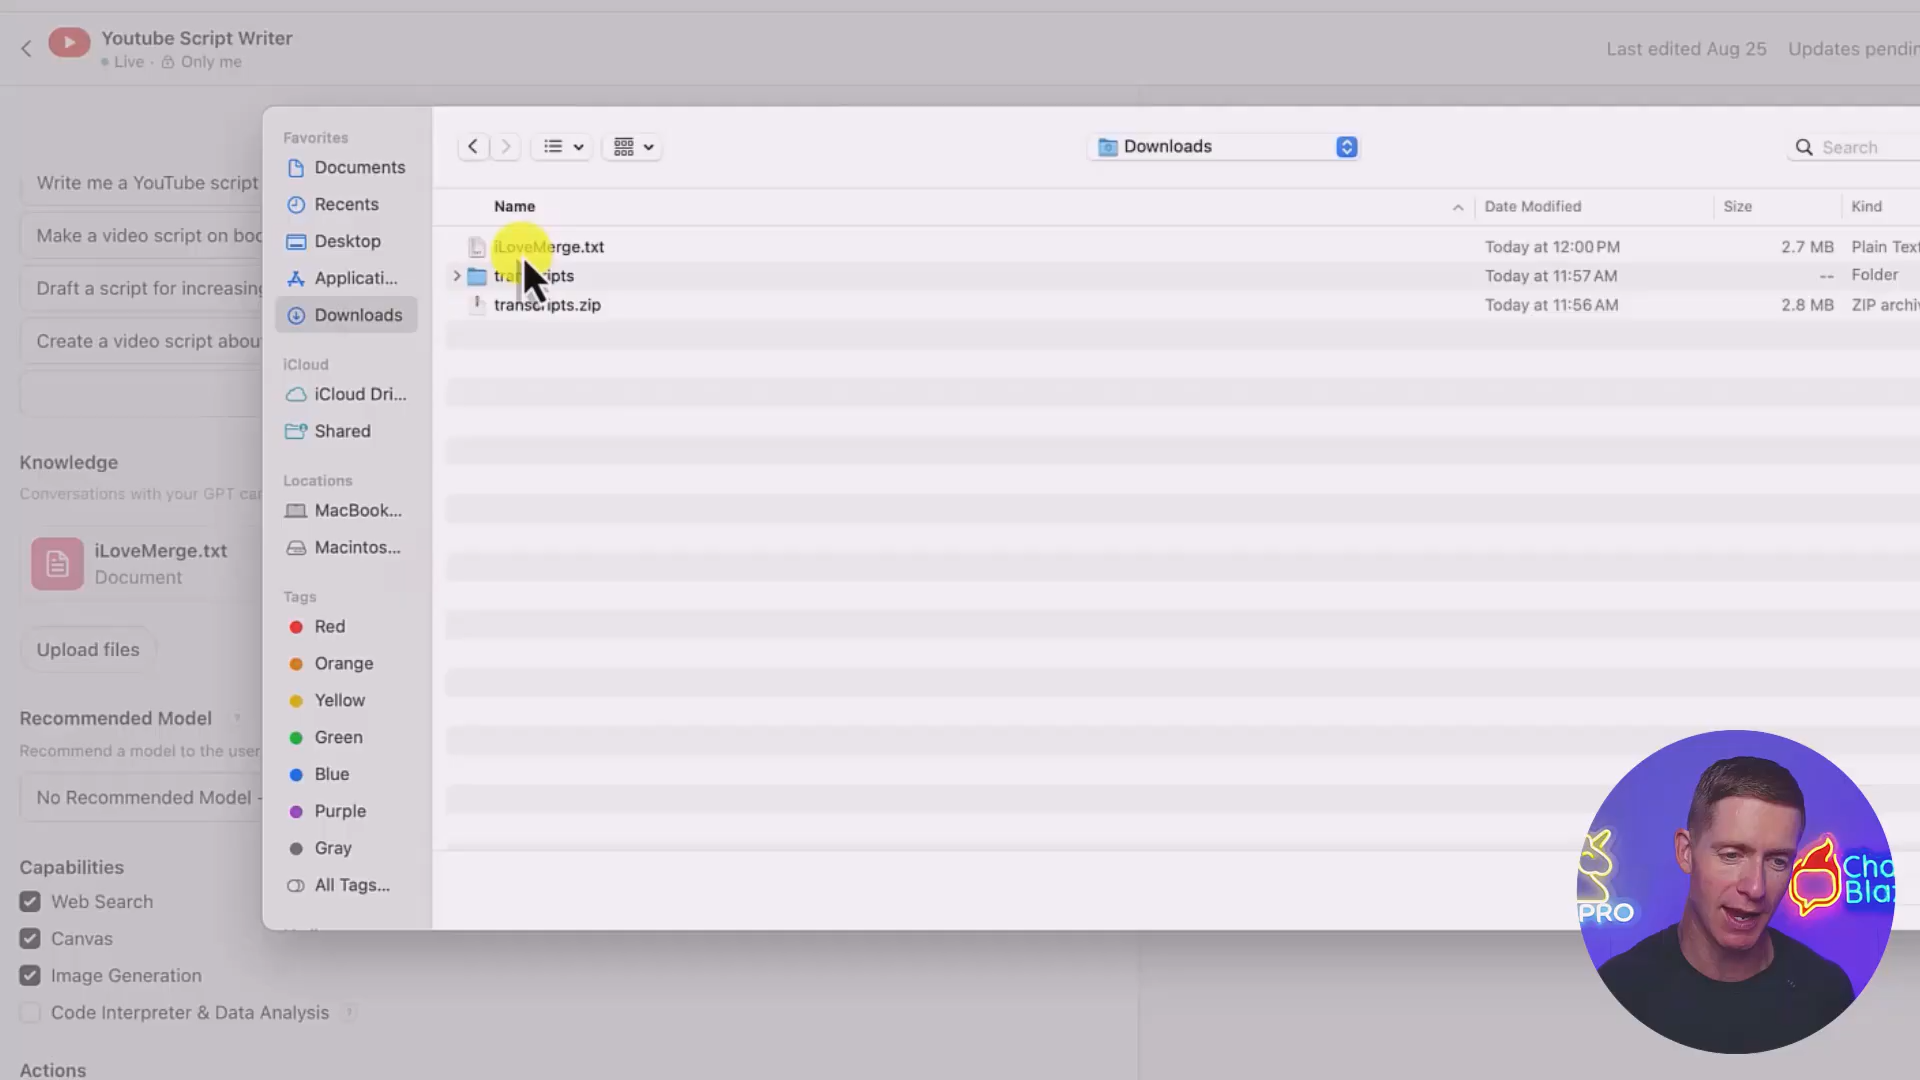 Youtube Script Writer
Live · Only me
Last edited Aug 25
Updates pendin
Write me a YouTube script
Make a video script on boo
Draft a script for increasing
Create a video script abou
Knowledge
Conversations with your GPT can
iLoveMerge.txt
Document
Upload files
Recommended Model ?
Recommend a model to the user
No Recommended Model -
Capabilities
Web Search
Canvas
Image Generation
Code Interpreter & Data Analysis ?
Actions
Favorites
Documents
Recents
Desktop
Applicati...
Downloads
iCloud
iCloud Dri...
Shared
Locations
MacBook...
Macintos...
Tags
Red
Orange
Yellow
Green
Blue
Purple
Gray
All Tags...
Downloads
Search
Name Date Modified Size Kind
iLoveMerge.txt Today at 12:00 PM 2.7 MB Plain Tex
transcripts Today at 11:57 AM -- Folder
transcripts.zip Today at 11:56 AM 2.8 MB ZIP archi
PRO
Cha
Bla